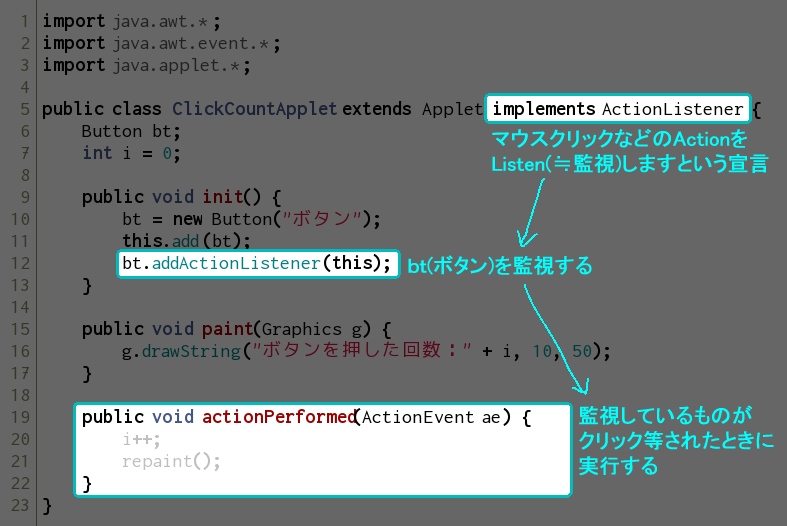 1 import java.awt.*;
2 import java.awt.event.*;
3 import java.applet.*;
4
5 public class ClickCountApplet extends Applet implements ActionListener {
6 Button bt;
マウスクリックなどのActionを
7 int i = 0;
Listen(≒監視)しますという宣言
8
9 public void init() {
10 bt = new Button("ボタン");
11 this.add(bt);
12 bt.addActionListener(this);
bt(ボタン)を監視する
13 }
14
15 public void paint(Graphics g) {
16 g.drawString("ボタンを押した回数：" + i, 10, 50);
17 }
18
19 public void actionPerformed(ActionEvent ae) {
監視しているものが
20 i++;
クリック等されたときに
21 repaint();
実行する
22 }
23 }